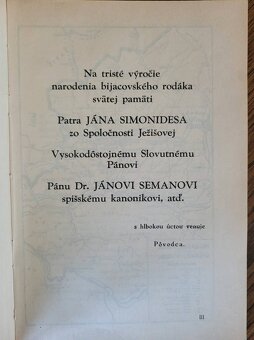 Na tristé výročie
narodenia bijacovského rodáka
svätej pamäti
Patra JÁNA SIMONIDESA
zo Spoločnosti Ježišovej
Vysokodôstojnému Slovutnému
Pánovi
Pánu Dr. JÁNOVI SEMANOVI
spišskému kanoníkovi, atď.
s hlbokou úctou venuje
Pôvodca.
III